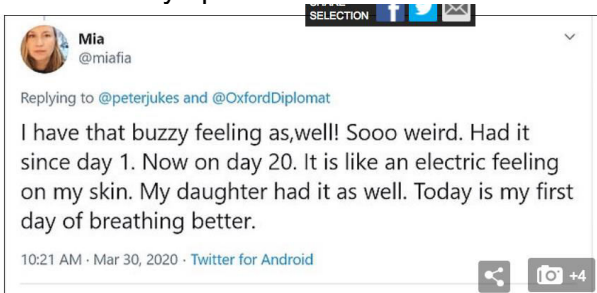 SELECTION
Mia
@miafia
Replying to @peterjukes and @OxfordDiplomat
I have that buzzy feeling as,well! Sooo weird. Had it
since day 1. Now on day 20. It is like an electric feeling
on my skin. My daughter had it as well. Today is my first
day of breathing better.
10:21 AM · Mar 30, 2020 · Twitter for Android
+4